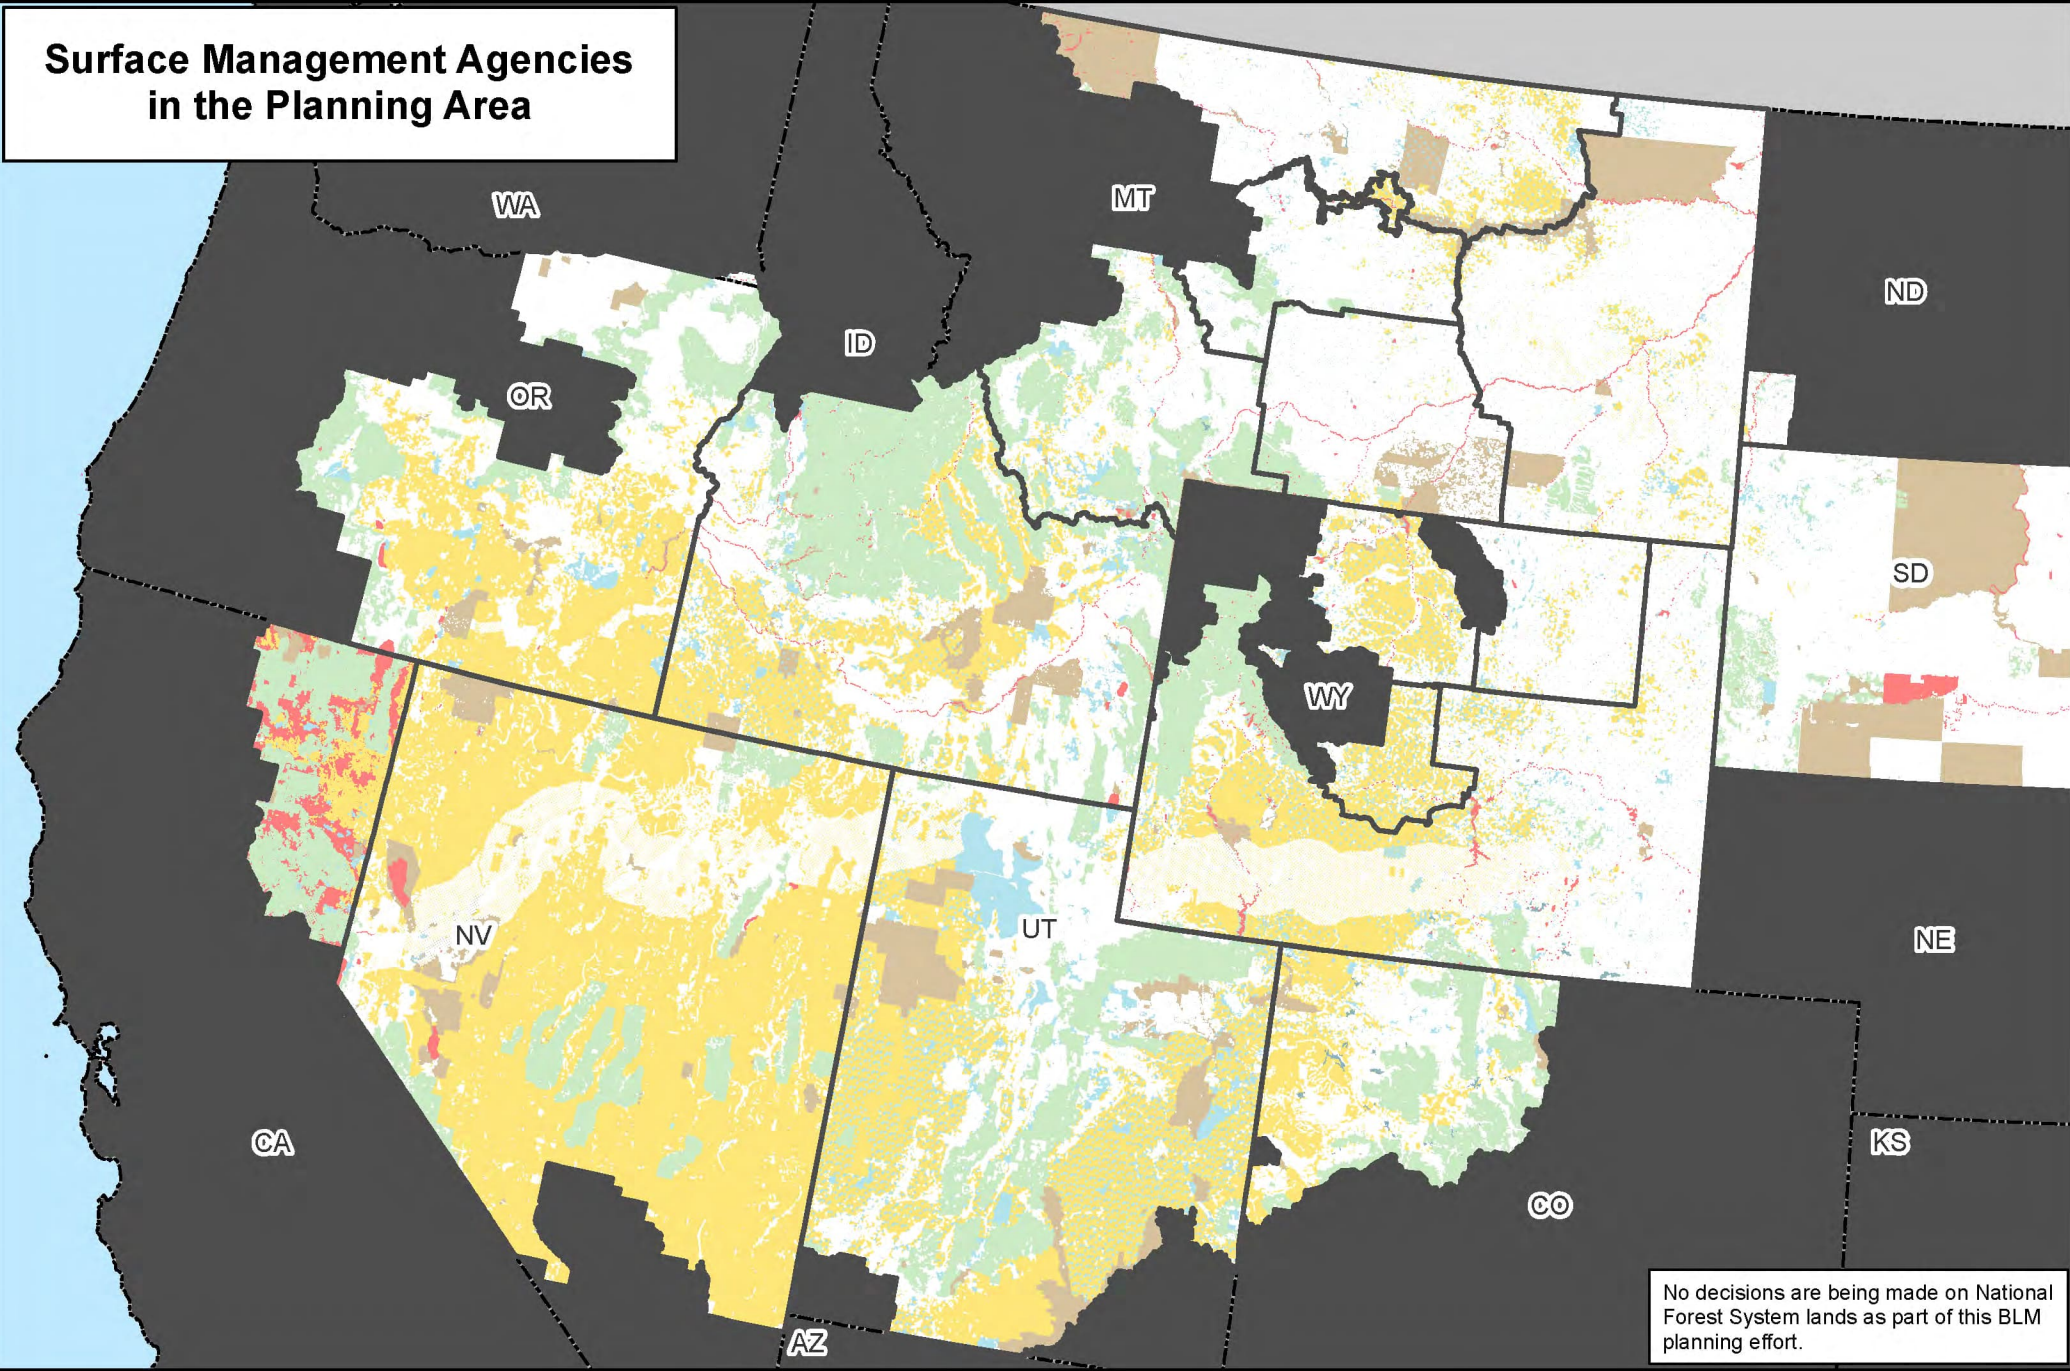 Surface Management Agencies
in the Planning Area
WA
MT
ND
ID
OR
SD
WY
NV
UT
NE
CA
KS
CO
AZ
No decisions are being made on National
Forest System lands as part of this BLM
planning effort.